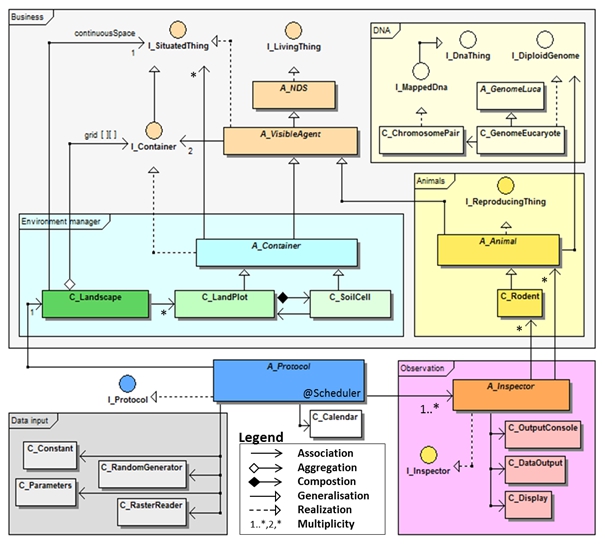 Business
continuousSpace
1
I_SituatedThing
I_LivingThing
*
A_NDS
grid [ ][ ]
I_Container
2
A_VisibleAgent
DNA
I_DnaThing
I_DiploidGenome
I_MappedDna
A_GenomeLuca
C_ChromosomePair
C_GenomeEucaryote
Animals
I_ReproducingThing
A_Animal
C_Rodent
*
*
Environment manager
A_Container
C_Landscape
1
*
C_LandPlot
C_SoilCell
A_Protocol
@Scheduler
I_Protocol
C_Calendar
1..*
Observation
A_Inspector
C_OutputConsole
I_Inspector
C_DataOutput
C_Display
Data input
C_Constant
C_RandomGenerator
C_Parameters
C_RasterReader
Legend
Association
Aggregation
Compostion
Generalisation
Realization
1..*,2,* Multiplicity